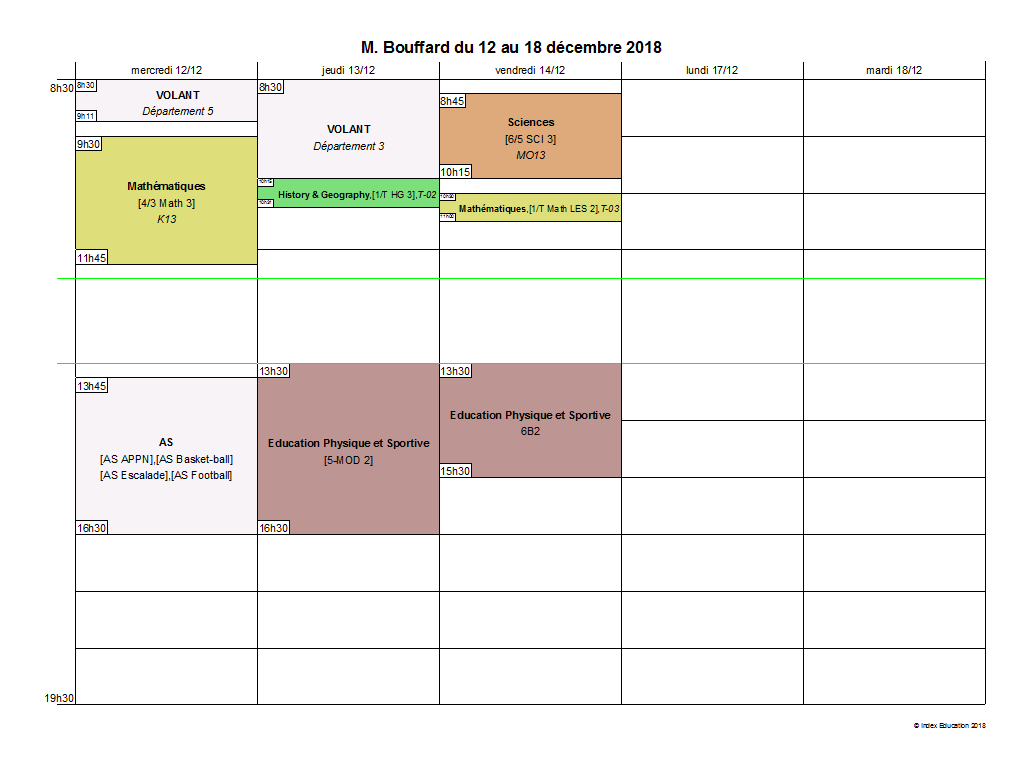 M. Bouffard du 12 au 18 décembre 2018
mercredi 12/12
jeudi 13/12
vendredi 14/12
lundi 17/12
mardi 18/12
8h30
8h30
VOLANT
Département 5
9h11
9h30
Mathématiques
[4/3 Math 3]
K13
11h45
13h45
AS
[AS APPN],[AS Basket-ball]
[AS Escalade],[AS Football]
16h30
8h30
VOLANT
Département 3
History & Geography,[1/T HG 3],T-02
13h30
Education Physique et Sportive
[5-MOD 2]
16h30
8h45
Sciences
[6/5 SCI 3]
MO13
10h15
Mathématiques,[1/T Math LES 2],T-03
13h30
Education Physique et Sportive
6B2
15h30
19h30
© Index Education 2018